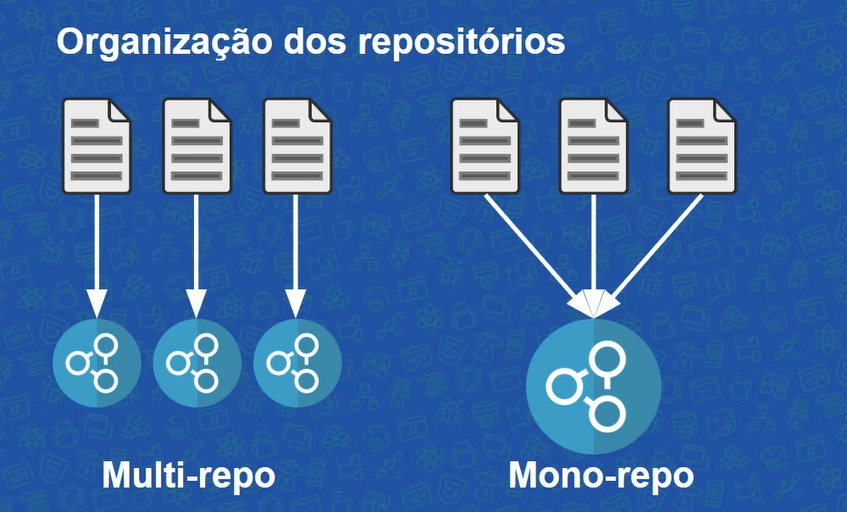 Organização dos repositórios
Multi-repo
Mono-repo